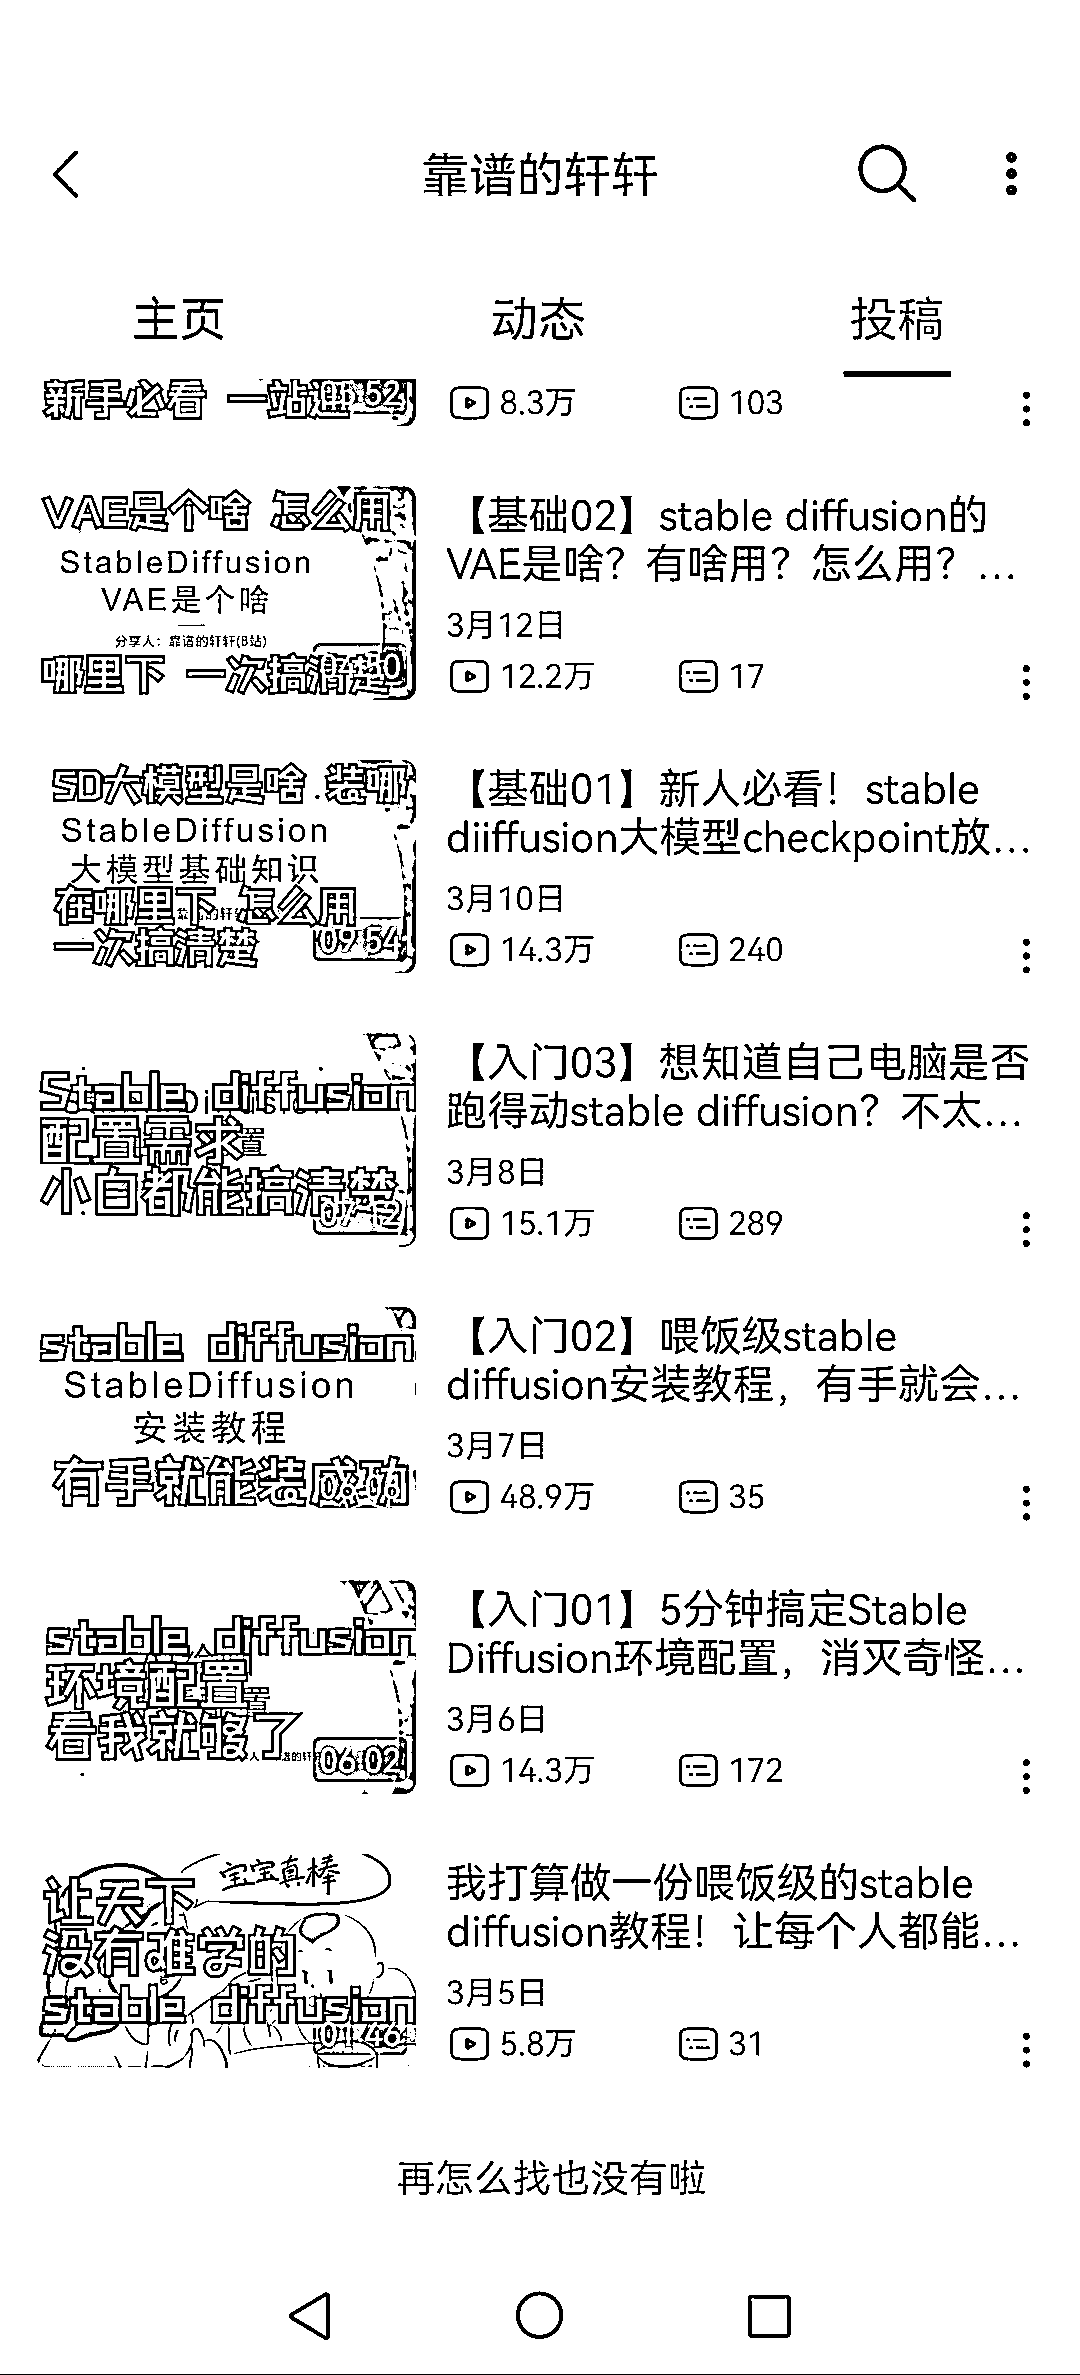 靠谱的轩轩
主页 动态 投稿
新手必看 一站
8.3万 103
VAE是个啥 怎么用
StableDiffusion
VAE是个啥
分享人：靠谱的轩轩(B站)
哪里下 一次搞清楚
【基础02】stable diffusion的
VAE是啥？有啥用？怎么用？...
3月12日
12.2万 17
SD大模型是啥 装哪
StableDiffusion
大模型基础知识
在哪里下 怎么用
一次搞清楚
09:54
【基础01】新人必看！stable
diiffusion大模型checkpoint放...
3月10日
14.3万 240
Stable diffusion
配置需求
小白都能搞清楚
07:12
【入门03】想知道自己电脑是否
跑得动stable diffusion？不太...
3月8日
15.1万 289
stable diffusion
StableDiffusion
安装教程
有手就能装成功
【入门02】喂饭级stable
diffusion安装教程，有手就会...
3月7日
48.9万 35
stable diffusion
环境配置
看我就够了
06:02
【入门01】5分钟搞定Stable
Diffusion环境配置，消灭奇怪...
3月6日
14.3万 172
宝宝真棒
让天下
没有难学的
stable diffusion
01:46
我打算做一份喂饭级的stable
diffusion教程！让每个人都能...
3月5日
5.8万 31
再怎么找也没有啦